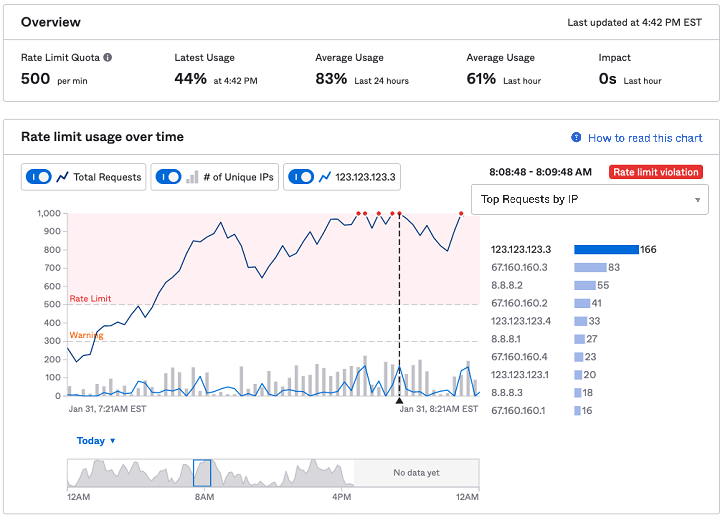 Overview
Last updated at 4:42 PM EST
Rate Limit Quota
Latest Usage
Average Usage
Average Usage
Impact
500 per min
44% at 4:42 PM
83% Last 24 hours
61% Last hour
0s Last hour
Rate limit usage over time
? How to read this chart
Total Requests
# of Unique IPs
123.123.123.3
8:08:48 - 8:09:48 AM
Rate limit violation
Top Requests by IP
1,000
900
800
700
600
500
400
300
200
100
0
Rate Limit
Warning
Jan 31, 7:21AM EST
Jan 31, 8:21AM EST
123.123.123.3 166
67.160.160.3 83
8.8.8.2 55
67.160.160.2 41
123.123.123.4 33
8.8.8.1 27
67.160.160.4 23
123.123.123.1 20
8.8.8.3 18
67.160.160.1 16
Today
No data yet
12AM
8AM
4PM
12AM